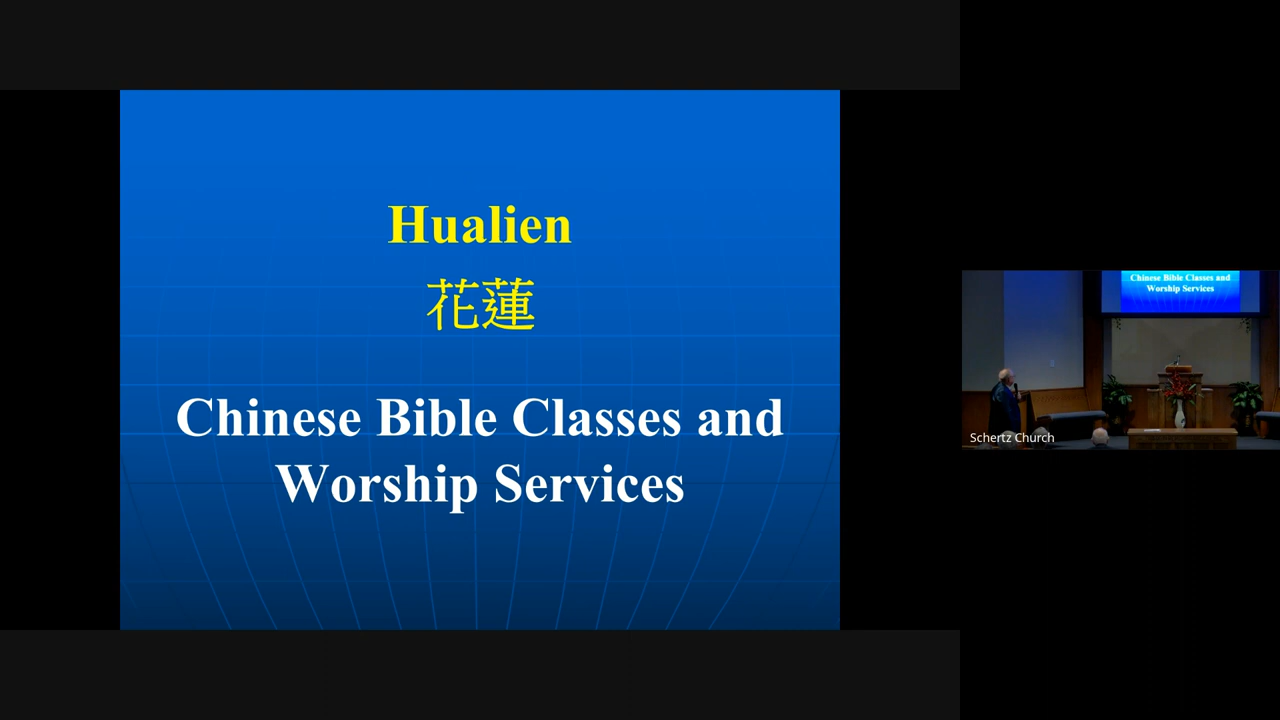 Hualien
花蓮
Chinese Bible Classes and
Worship Services
Chinese Bible Classes and
Worship Services
Schertz Church